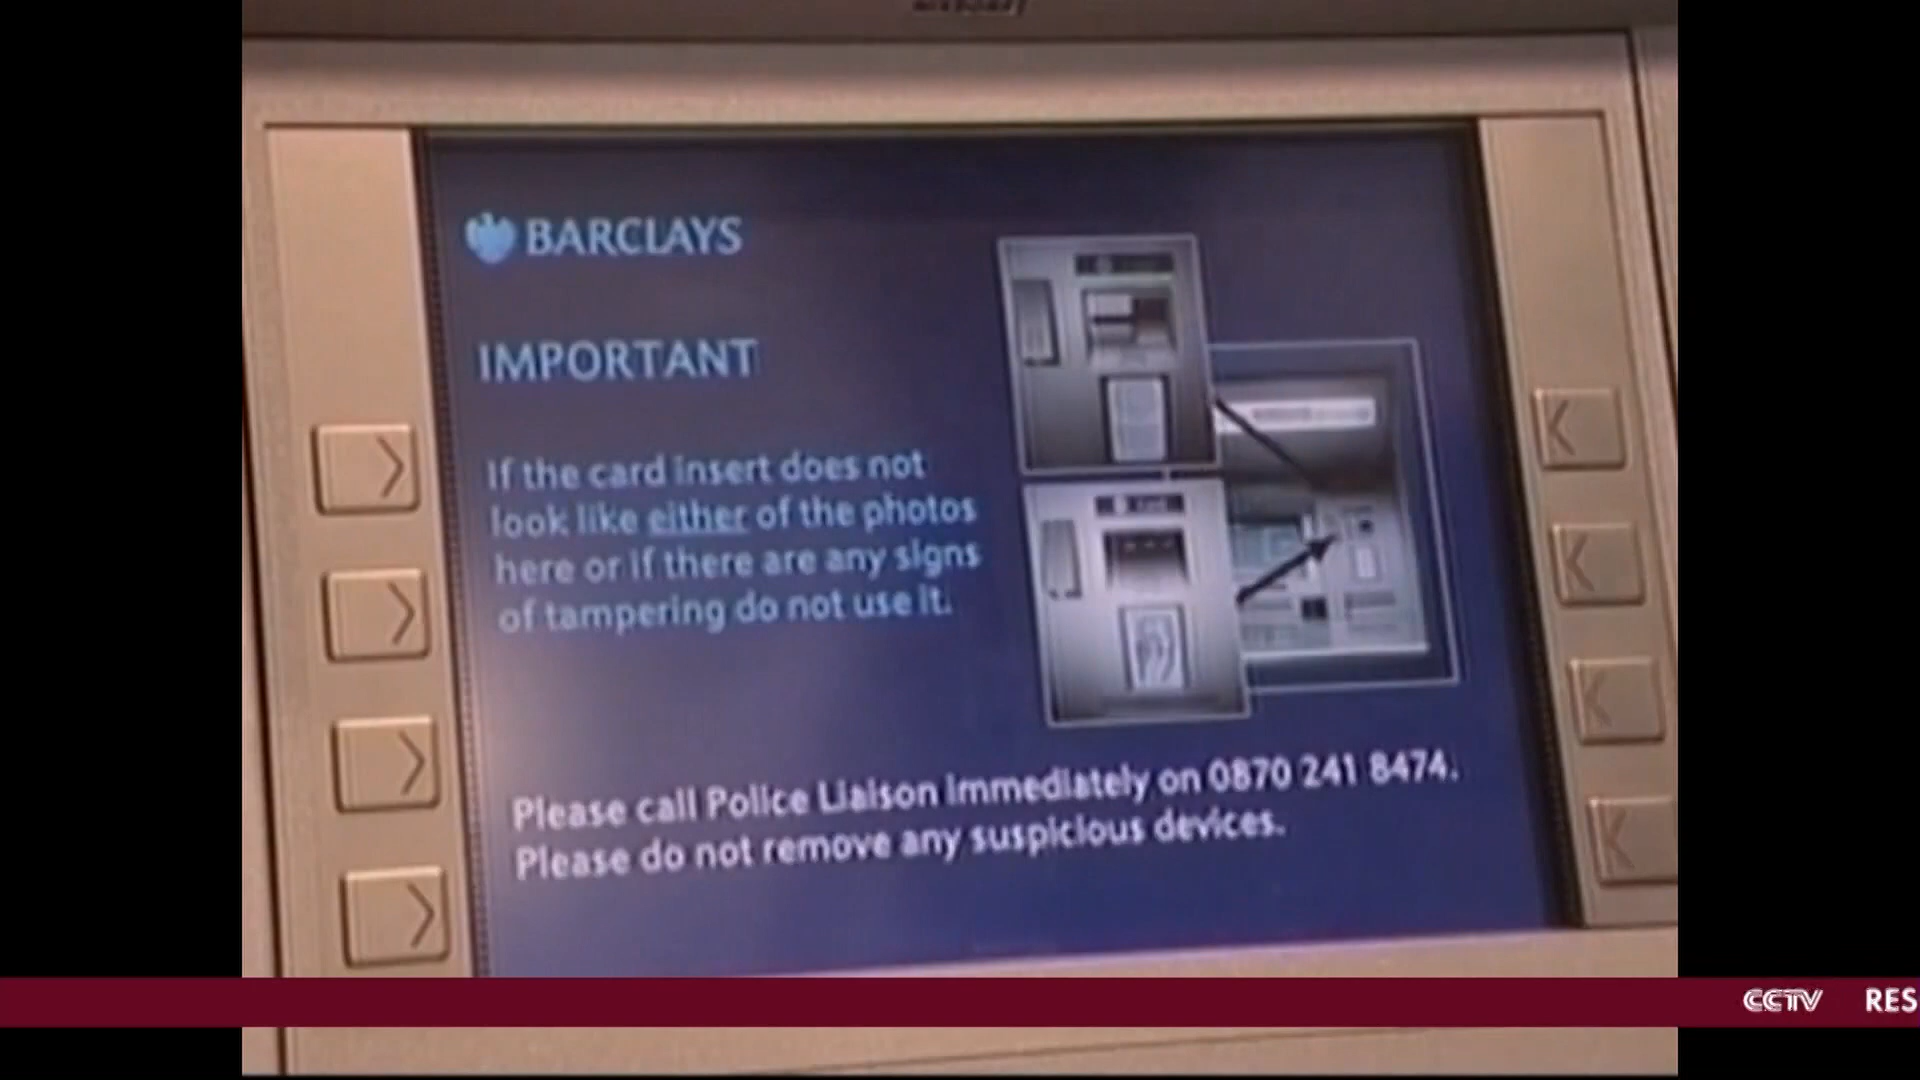 BARCLAYS
IMPORTANT
If the card insert does not
look like either of the photos
here or if there are any signs
of tampering do not use it.
Please call Police Liaison immediately on 0870 241 8474.
Please do not remove any suspicious devices.
CCTV RES